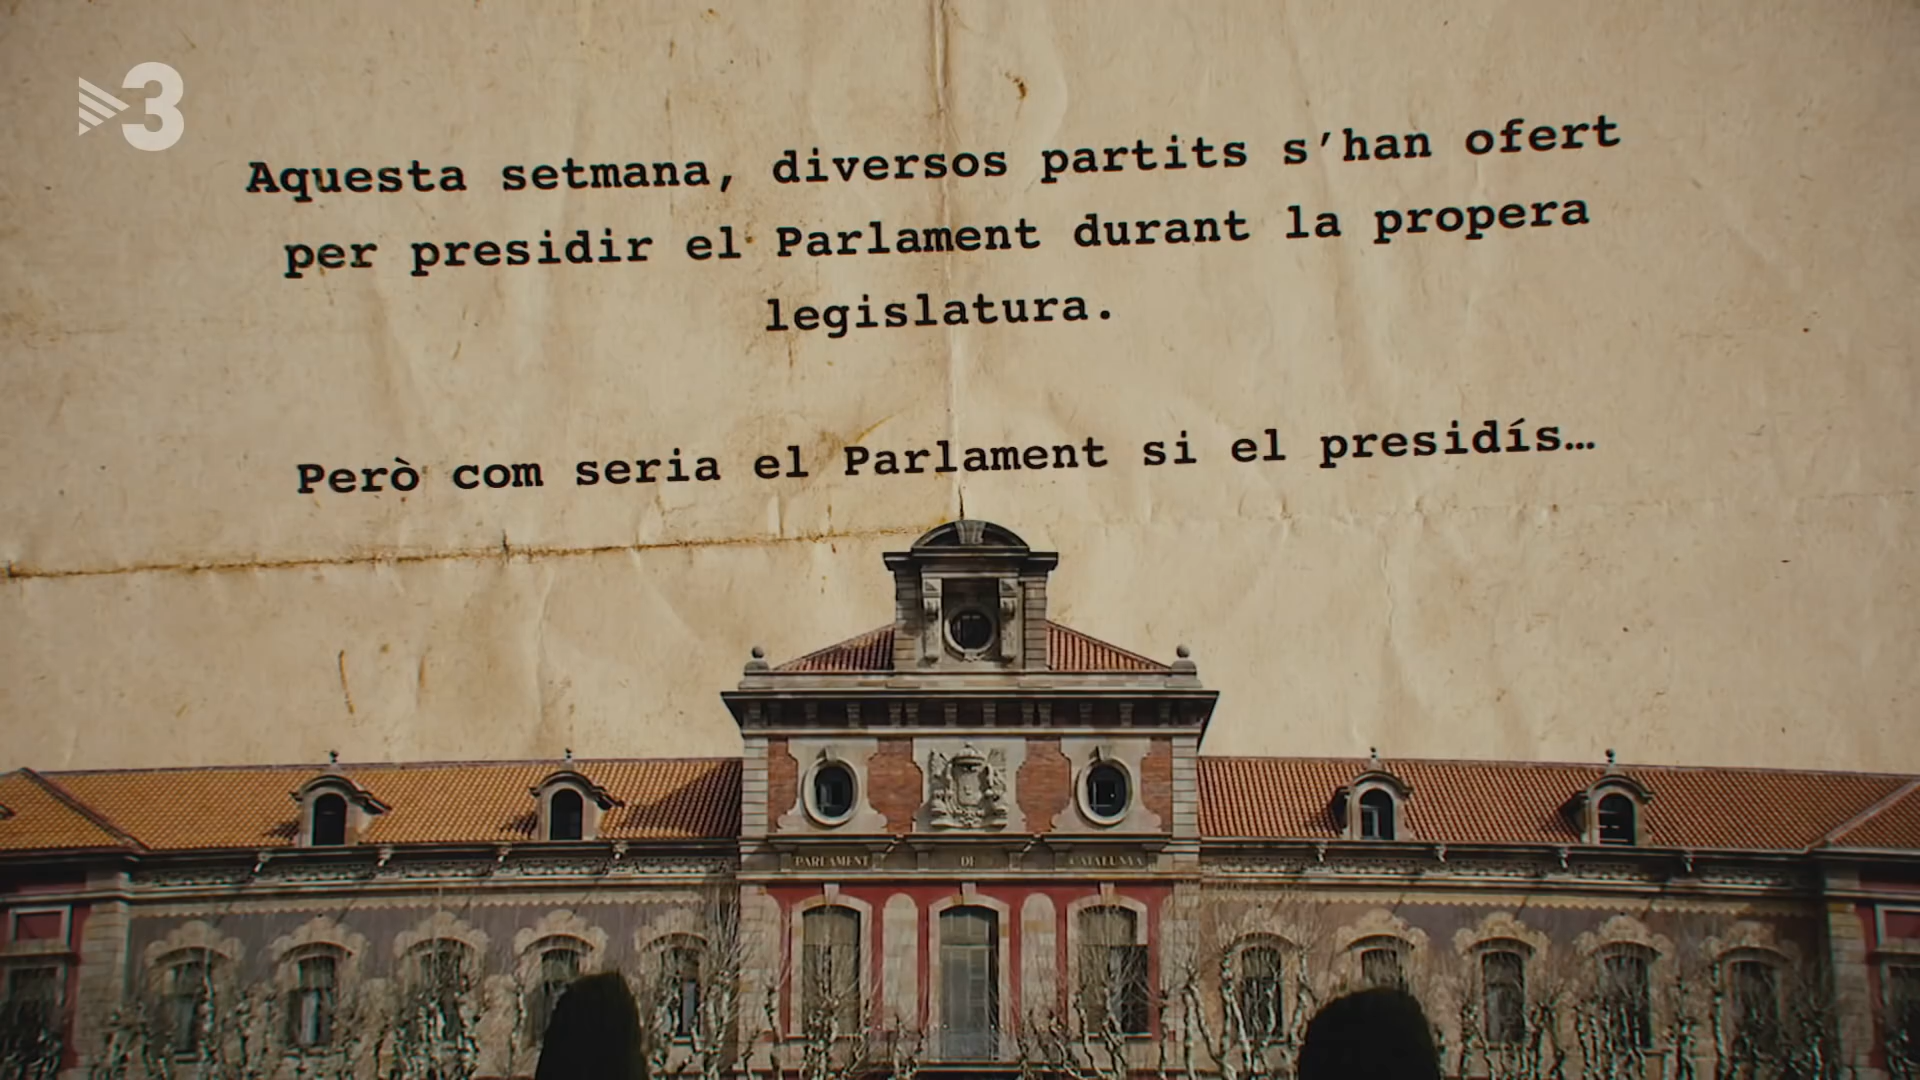 3
Aquesta setmana, diversos partits s'han ofert
per presidir el Parlament durant la propera
legislatura.
Però com seria el Parlament si el presidís…
PARLAMENT DE CATALUNYA